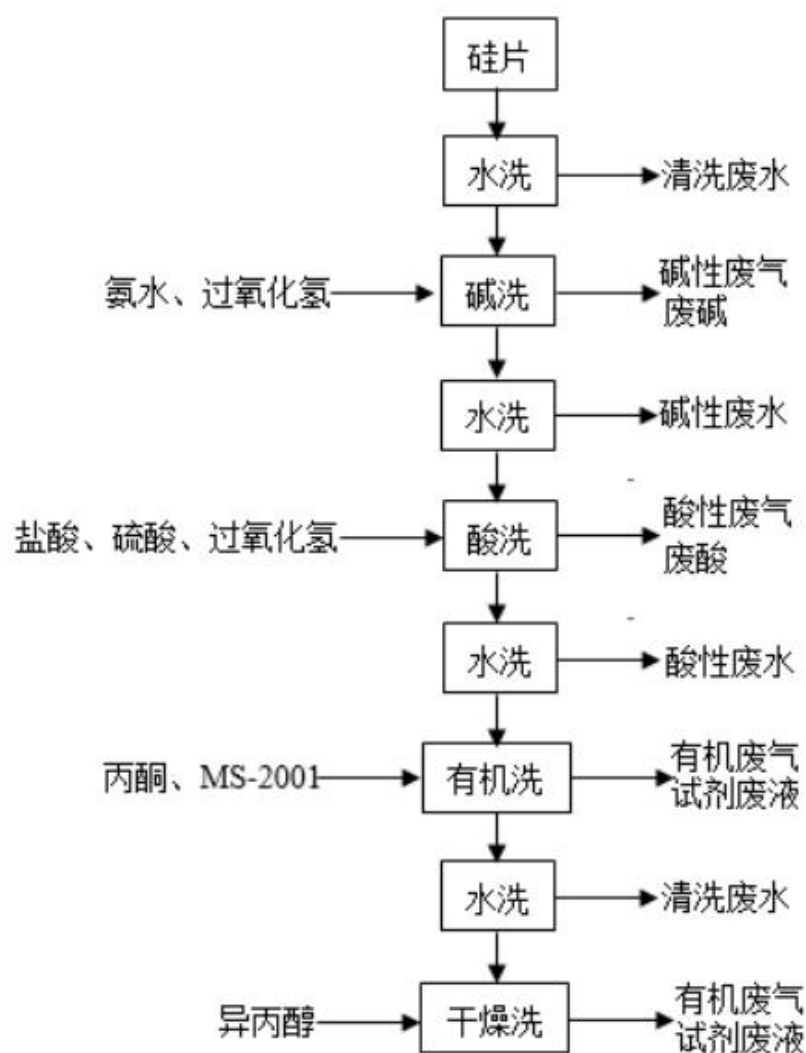 硅片
水洗
清洗废水
氨水、过氧化氢
碱洗
碱性废气
废碱
水洗
碱性废水
盐酸、硫酸、过氧化氢
酸洗
酸性废气
废酸
水洗
酸性废水
丙酮、MS-2001
有机洗
有机废气
试剂废液
水洗
清洗废水
异丙醇
干燥洗
有机废气
试剂废液